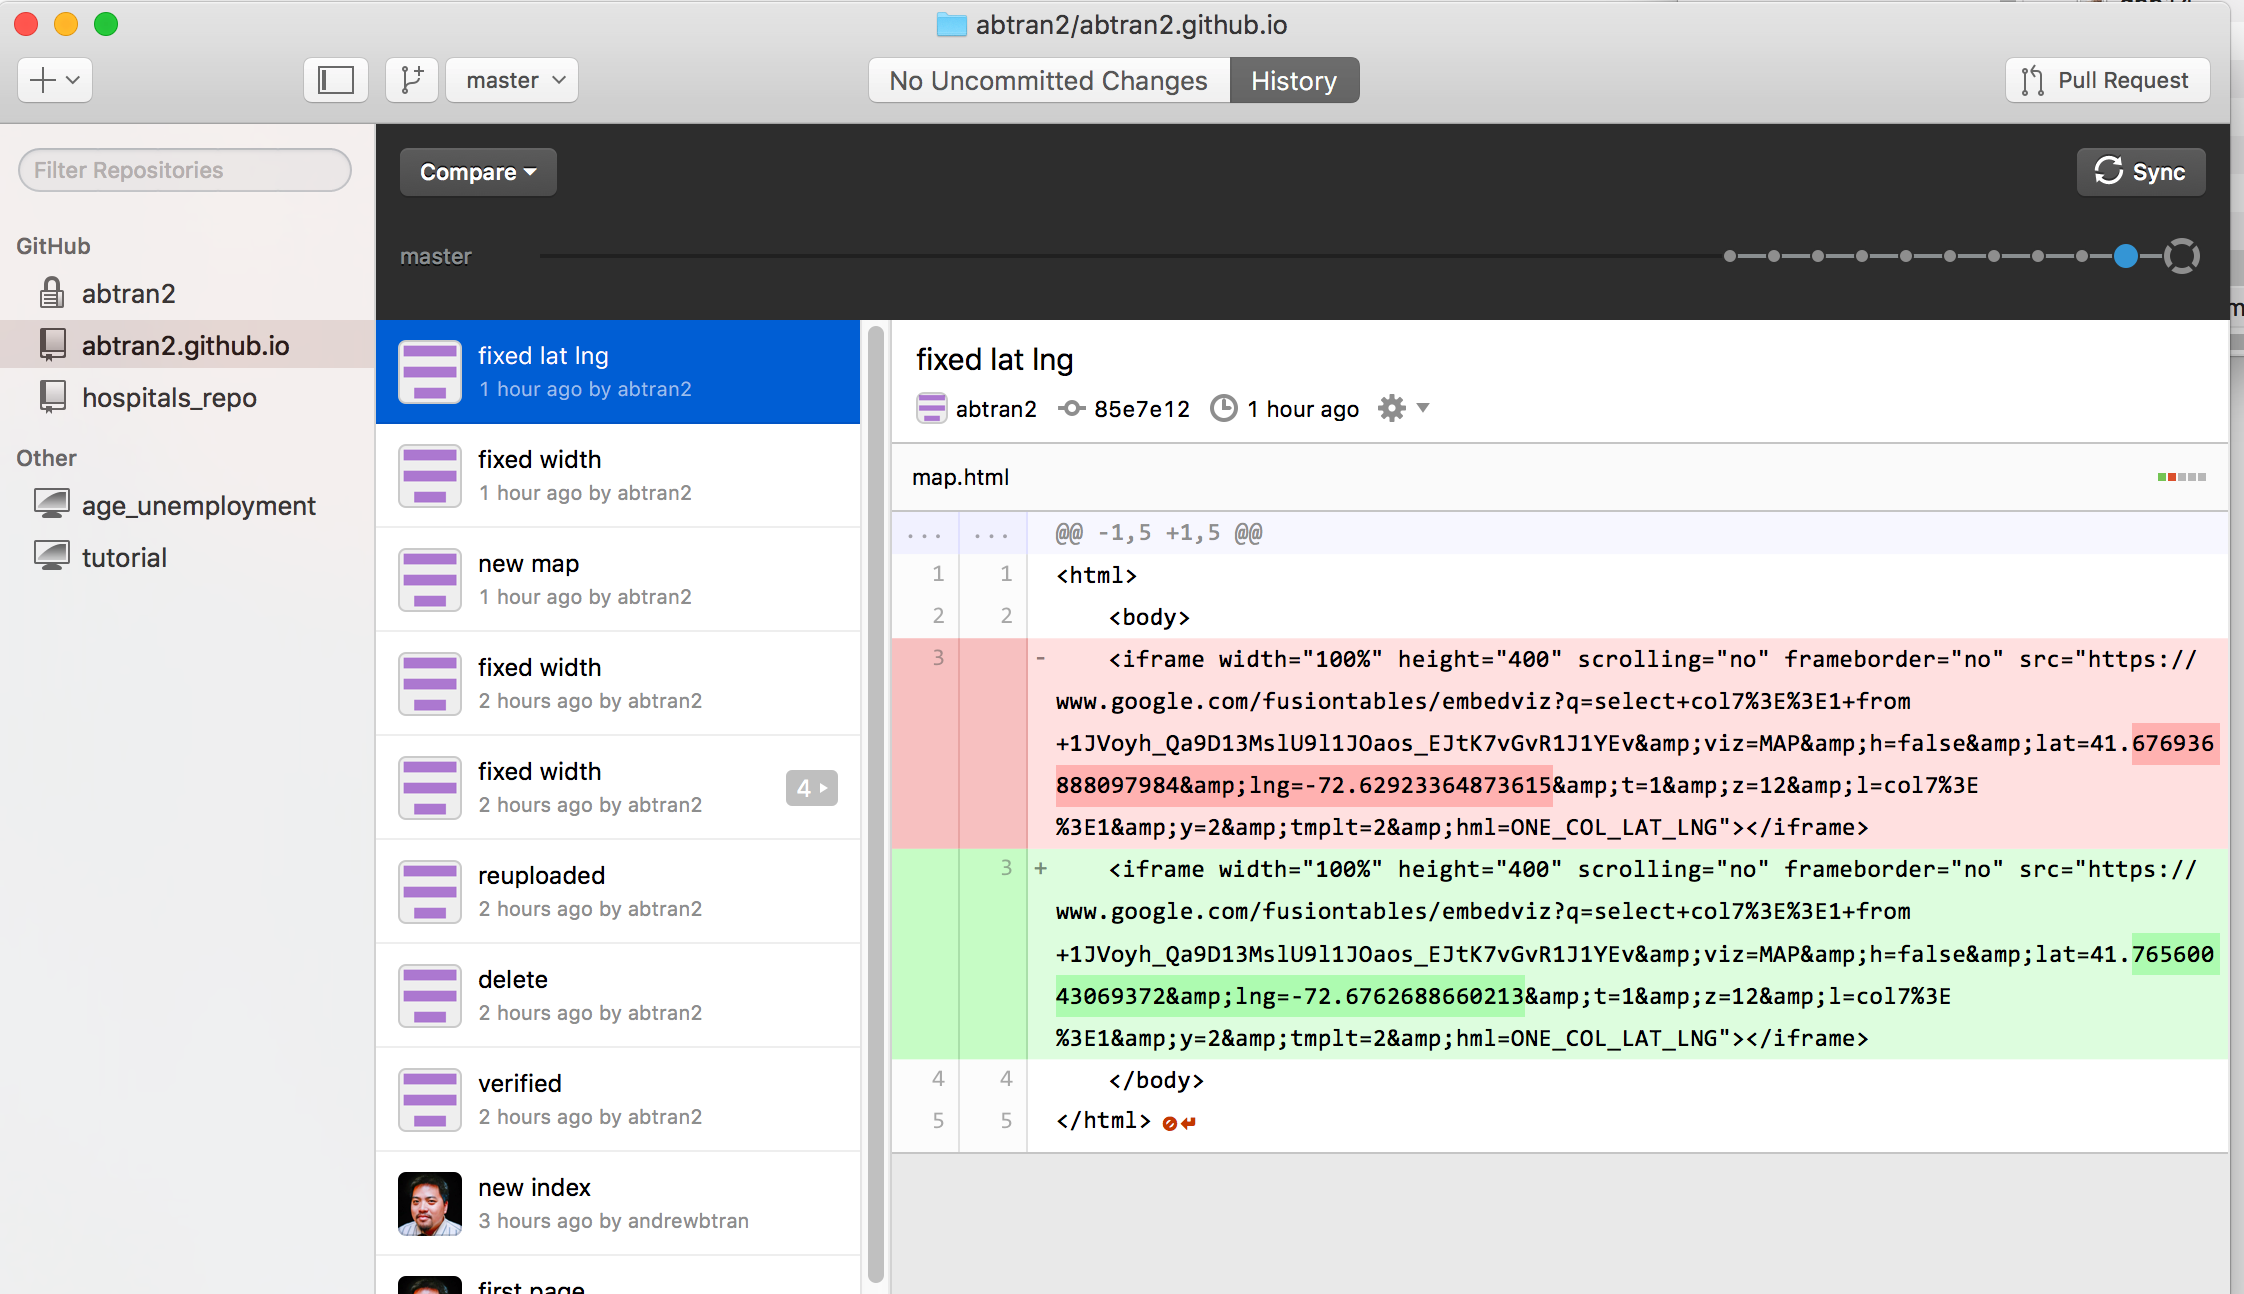 abtran2/abtran2.github.io
master
No Uncommitted Changes
History
Pull Request
Filter Repositories
GitHub
abtran2
abtran2.github.io
hospitals_repo
Other
age_unemployment
tutorial
Compare
Sync
master
fixed lat lng
1 hour ago by abtran2
fixed width
1 hour ago by abtran2
new map
1 hour ago by abtran2
fixed width
2 hours ago by abtran2
fixed width
2 hours ago by abtran2
4
reuploaded
2 hours ago by abtran2
delete
2 hours ago by abtran2
verified
2 hours ago by abtran2
new index
3 hours ago by andrewbtran
first page
fixed lat lng
abtran2 85e7e12 1 hour ago
map.html
... ... @@ -1,5 +1,5 @@
1 1 <html>
2 2 <body>
3 - <iframe width="100%" height="400" scrolling="no" frameborder="no" src="https://
www.google.com/fusiontables/embedviz?q=select+col7%3E%3E1+from
+1JVoyh_Qa9D13MslU9l1JOaos_EJtK7vGvR1J1YEv&amp;viz=MAP&amp;h=false&amp;lat=41.676936
888097984&amp;lng=-72.62923364873615&amp;t=1&amp;z=12&amp;l=col7%3E
%3E1&amp;y=2&amp;tmplt=2&amp;hml=ONE_COL_LAT_LNG"></iframe>
3 + <iframe width="100%" height="400" scrolling="no" frameborder="no" src="https://
www.google.com/fusiontables/embedviz?q=select+col7%3E%3E1+from
+1JVoyh_Qa9D13MslU9l1JOaos_EJtK7vGvR1J1YEv&amp;viz=MAP&amp;h=false&amp;lat=41.765600
43069372&amp;lng=-72.6762688660213&amp;t=1&amp;z=12&amp;l=col7%3E
%3E1&amp;y=2&amp;tmplt=2&amp;hml=ONE_COL_LAT_LNG"></iframe>
4 4 </body>
5 5 </html>